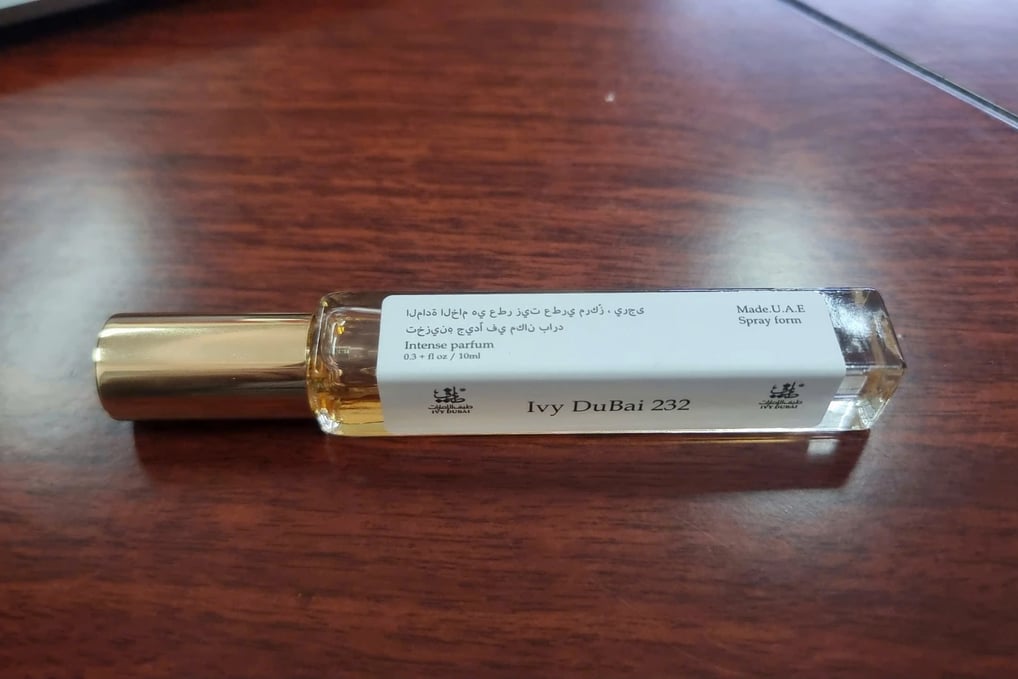 المادة الخام هي عطر زيت عطري مركّز ، يرجى
تخزينه جيداً في مكان بارد
Intense parfum
0.3 + fl oz / 10ml
Made.U.A.E
Spray form
IVY DUBAI
Ivy DuBai 232
IVY DUBAI